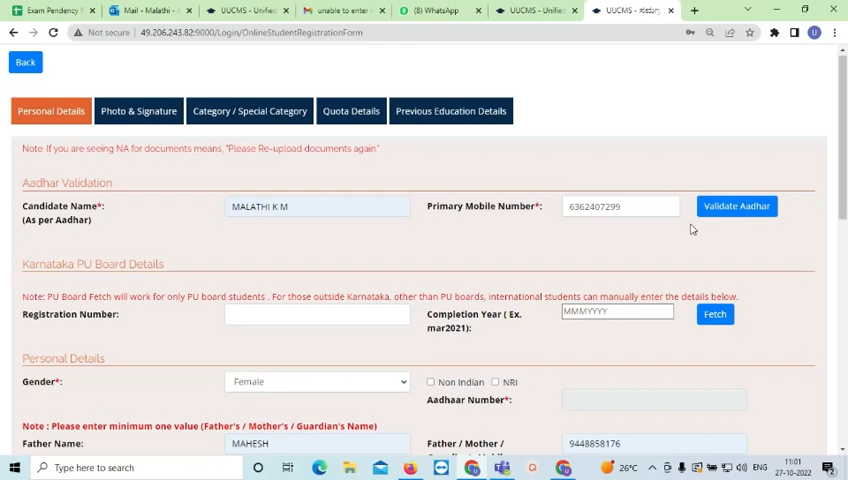 Exam Pendency F
Mail - Malathi - A
UUCMS - Unified
unable to enter
(8) WhatsApp
UUCMS - Unifie
UUCMS -
Not secure | 49.206.243.82:9000/Login/OnlineStudentRegistrationForm
U
Back
Personal Details
Photo & Signature
Category / Special Category
Quota Details
Previous Education Details
Note: If you are seeing NA for documents means, "Please Re-upload documents again."
Aadhar Validation
Candidate Name*: MALATHI K M Primary Mobile Number*: 6362407299 Validate Aadhar
(As per Aadhar)
Karnataka PU Board Details
Note: PU Board Fetch will work for only PU board students . For those outside Karnataka, other than PU boards, international students can manually enter the details below.
Registration Number: Completion Year ( Ex. MMMYYYY Fetch
mar2021):
Personal Details
Gender*: Female Non Indian NRI
Aadhaar Number*:
Note : Please enter minimum one value (Father's / Mother's / Guardian's Name)
Father Name: MAHESH Father / Mother / 9448858176
Type here to search
26°C
ENG
11:01
27-10-2022
2